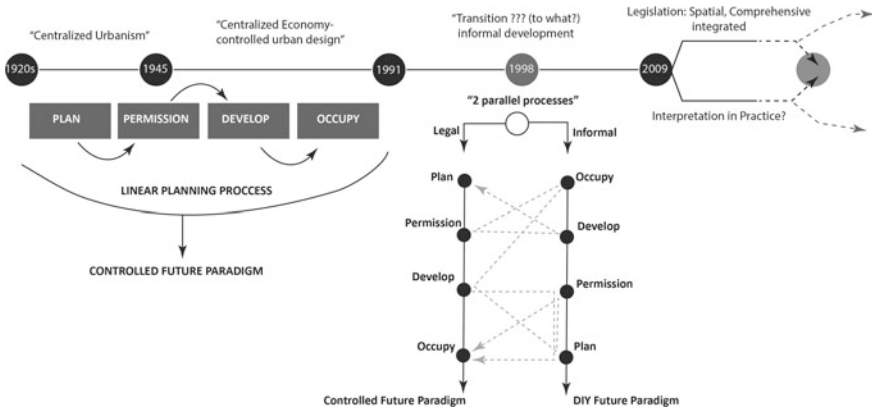 Legislation: Spatial, Comprehensive
integrated
"Centralized Urbanism"
"Centralized Economy-
controlled urban design"
"Transition ??? (to what?)
informal development
1920s
1945
1991
1998
2009
"2 parallel processes"
Interpretation in Practice?
PLAN
PERMISSION
DEVELOP
OCCUPY
Legal
Informal
LINEAR PLANNING PROCCESS
CONTROLLED FUTURE PARADIGM
Plan
Occupy
Permission
Develop
Develop
Permission
Occupy
Plan
Controlled Future Paradigm
DIY Future Paradigm